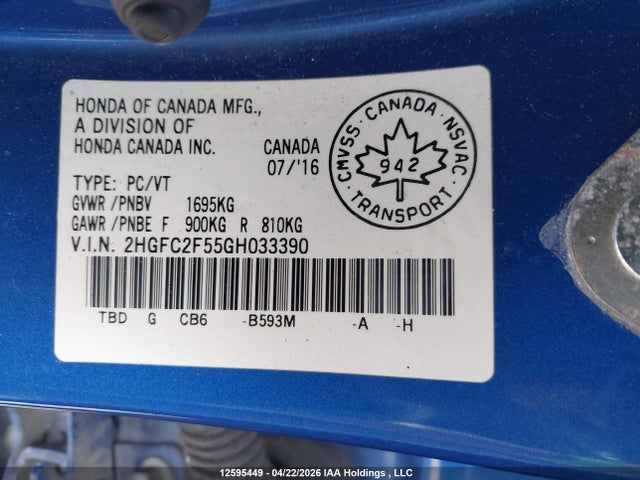 HONDA OF CANADA MFG.,
A DIVISION OF
HONDA CANADA INC.
CANADA
07/'16
CMVSS · CANADA · NSVAC
942
TRANSPORT
TYPE: PC/VT
GVWR /PNBV 1695KG
GAWR /PNBE F 900KG R 810KG
V.I.N. 2HGFC2F55GH033390
TBD G CB6 -B593M -A -H
12595449 - 04/22/2026 IAA Holdings , LLC